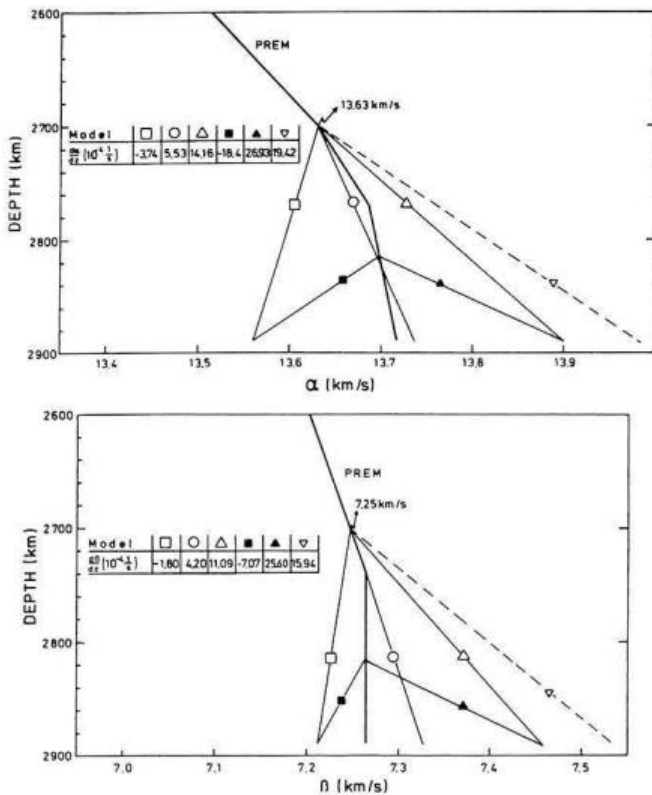 2600
PREM
13.63 km/s
2700
Model □ ○ △ ■ ▲ ▽
dα/dz (10⁻⁴ 1/s) -3,74 5,53 14,16 -18,4 26,93 19,42
DEPTH (km)
2800
2900
13,4 13,5 13,6 13,7 13,8 13,9
α (km/s)
2600
PREM
7,25 km/s
2700
Model □ ○ △ ■ ▲ ▽
dβ/dz (10⁻⁴ 1/s) -1,80 4,20 11,09 -7,07 25,60 15,94
DEPTH (km)
2800
2900
7,0 7,1 7,2 7,3 7,4 7,5
β (km/s)